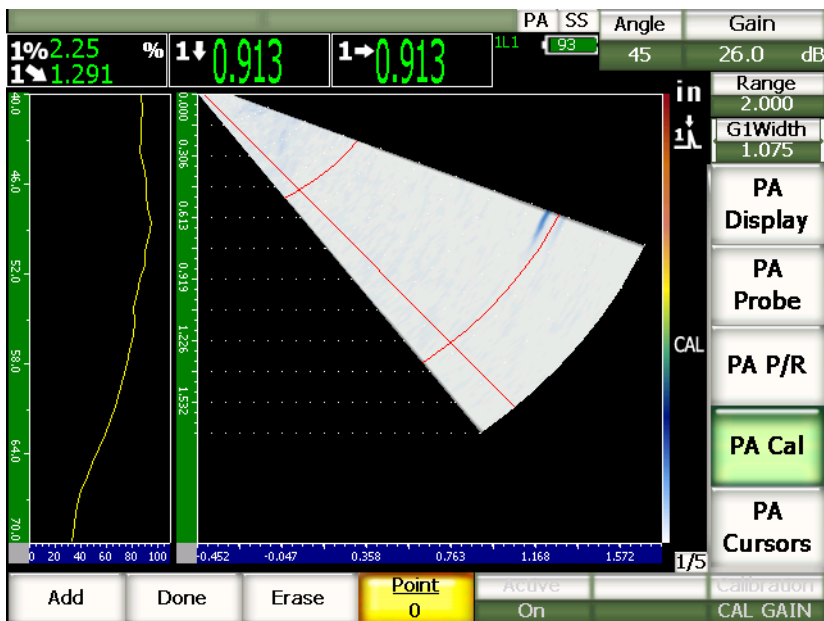 PA SS Angle Gain
1L1 93 45 26.0 dB
1% 2.25 %
1 1.291
1 0.913
1 0.913
in
Range
2.000
G1Width
1.075
PA
Display
PA
Probe
PA P/R
PA Cal
PA
Cursors
CAL
1
40.0
46.0
52.0
58.0
64.0
70.0
0.000
0.306
0.613
0.919
1.226
1.532
0 20 40 60 80 100
-0.452 -0.047 0.358 0.763 1.168 1.572
1/5
Add Done Erase Point Active Calibration
0 On CAL GAIN